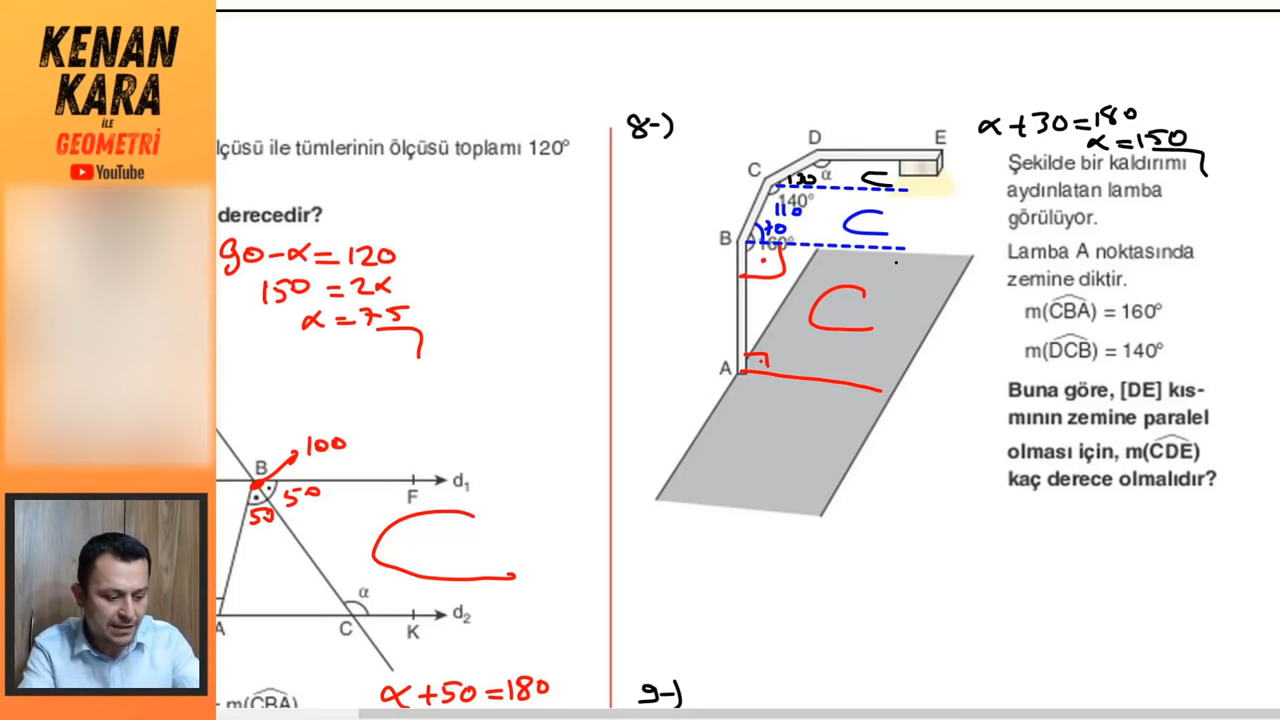 KENAN
KARA
İLE
GEOMETRİ
YouTube
lçüsü ile tümlerinin ölçüsü toplamı 120°
derecedir?
90-α=120
150=2α
α=75
B
100
50
50
F
d₁
α
A
C
K
d₂
α+50=180
m(CBA)
8-)
D
E
C
130
α
140°
110
B
70
160°
A
α+30=180
α=150
Şekilde bir kaldırımı
aydınlatan lamba
görülüyor.
Lamba A noktasında
zemine diktir.
m(CBA) = 160°
m(DCB) = 140°
Buna göre, [DE] kıs-
mının zemine paralel
olması için, m(CDE)
kaç derece olmalıdır?
9-)